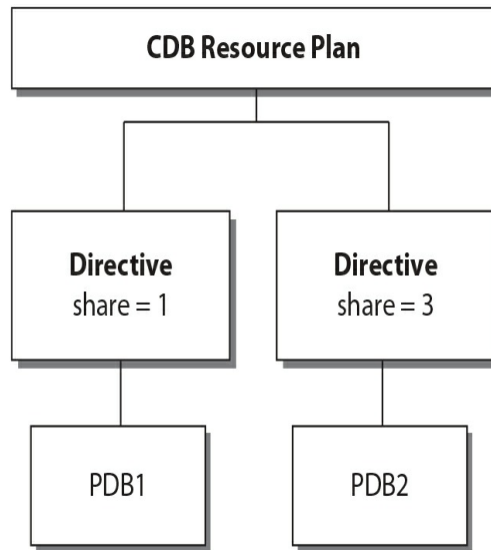 CDB Resource Plan
Directive
share = 1
Directive
share = 3
PDB1
PDB2